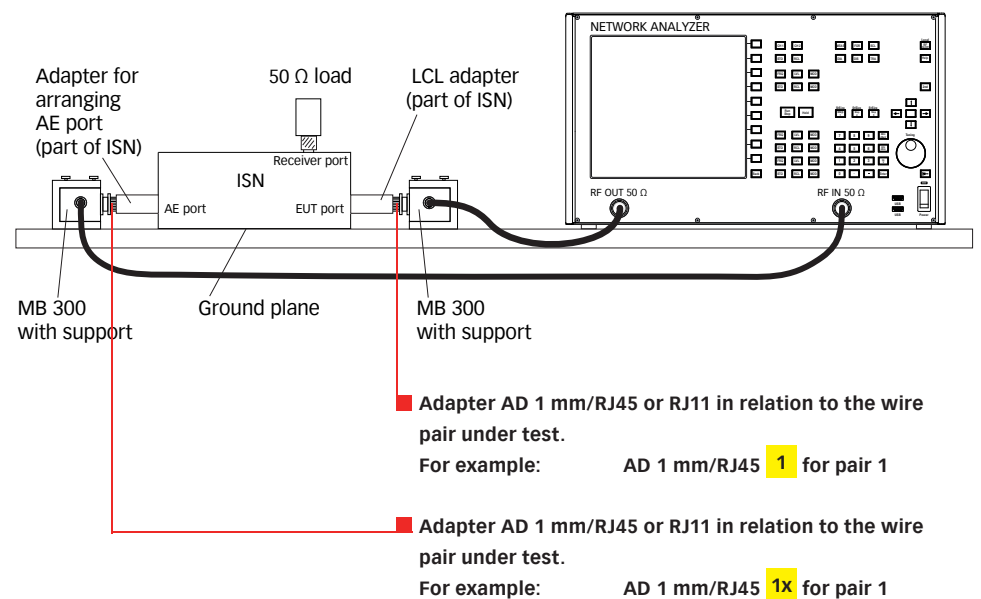 NETWORK ANALYZER
Adapter for
arranging
AE port
(part of ISN)
50 Ω load
LCL adapter
(part of ISN)
Receiver port
ISN
AE port
EUT port
RF OUT 50 Ω
RF IN 50 Ω
USB
USB
Power
MB 300
with support
Ground plane
MB 300
with support
Adapter AD 1 mm/RJ45 or RJ11 in relation to the wire
pair under test.
For example: AD 1 mm/RJ45 1 for pair 1
Adapter AD 1 mm/RJ45 or RJ11 in relation to the wire
pair under test.
For example: AD 1 mm/RJ45 1x for pair 1